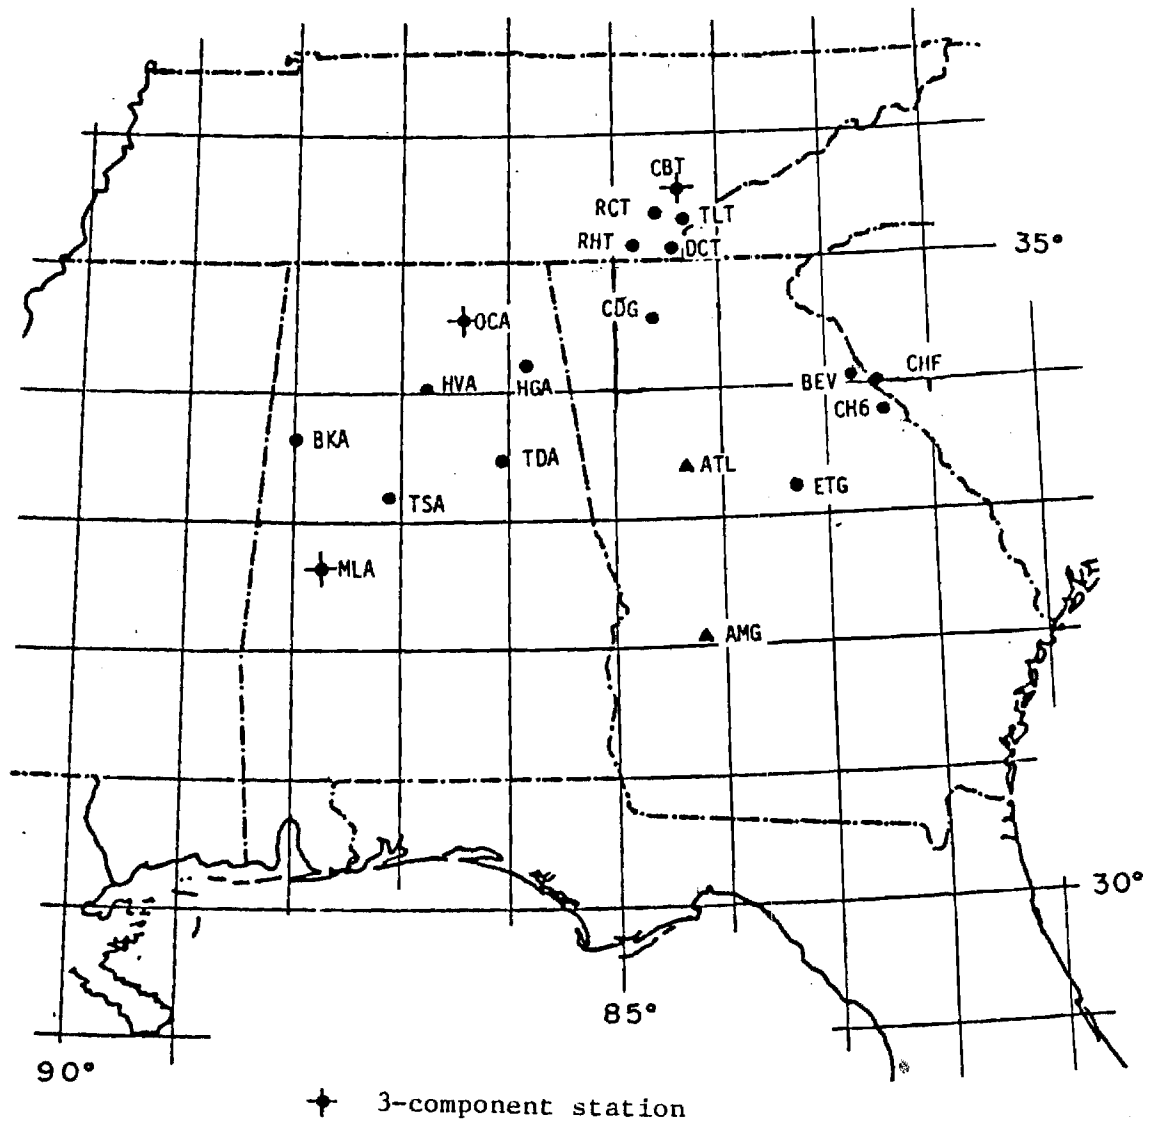 CBT
RCT
TLT
RHT
DCT
35°
CDG
OCA
CHF
HVA
HGA
BEV
CH6
BKA
TDA
ATL
ETG
TSA
MLA
AMG
30°
85°
90°
3-component station